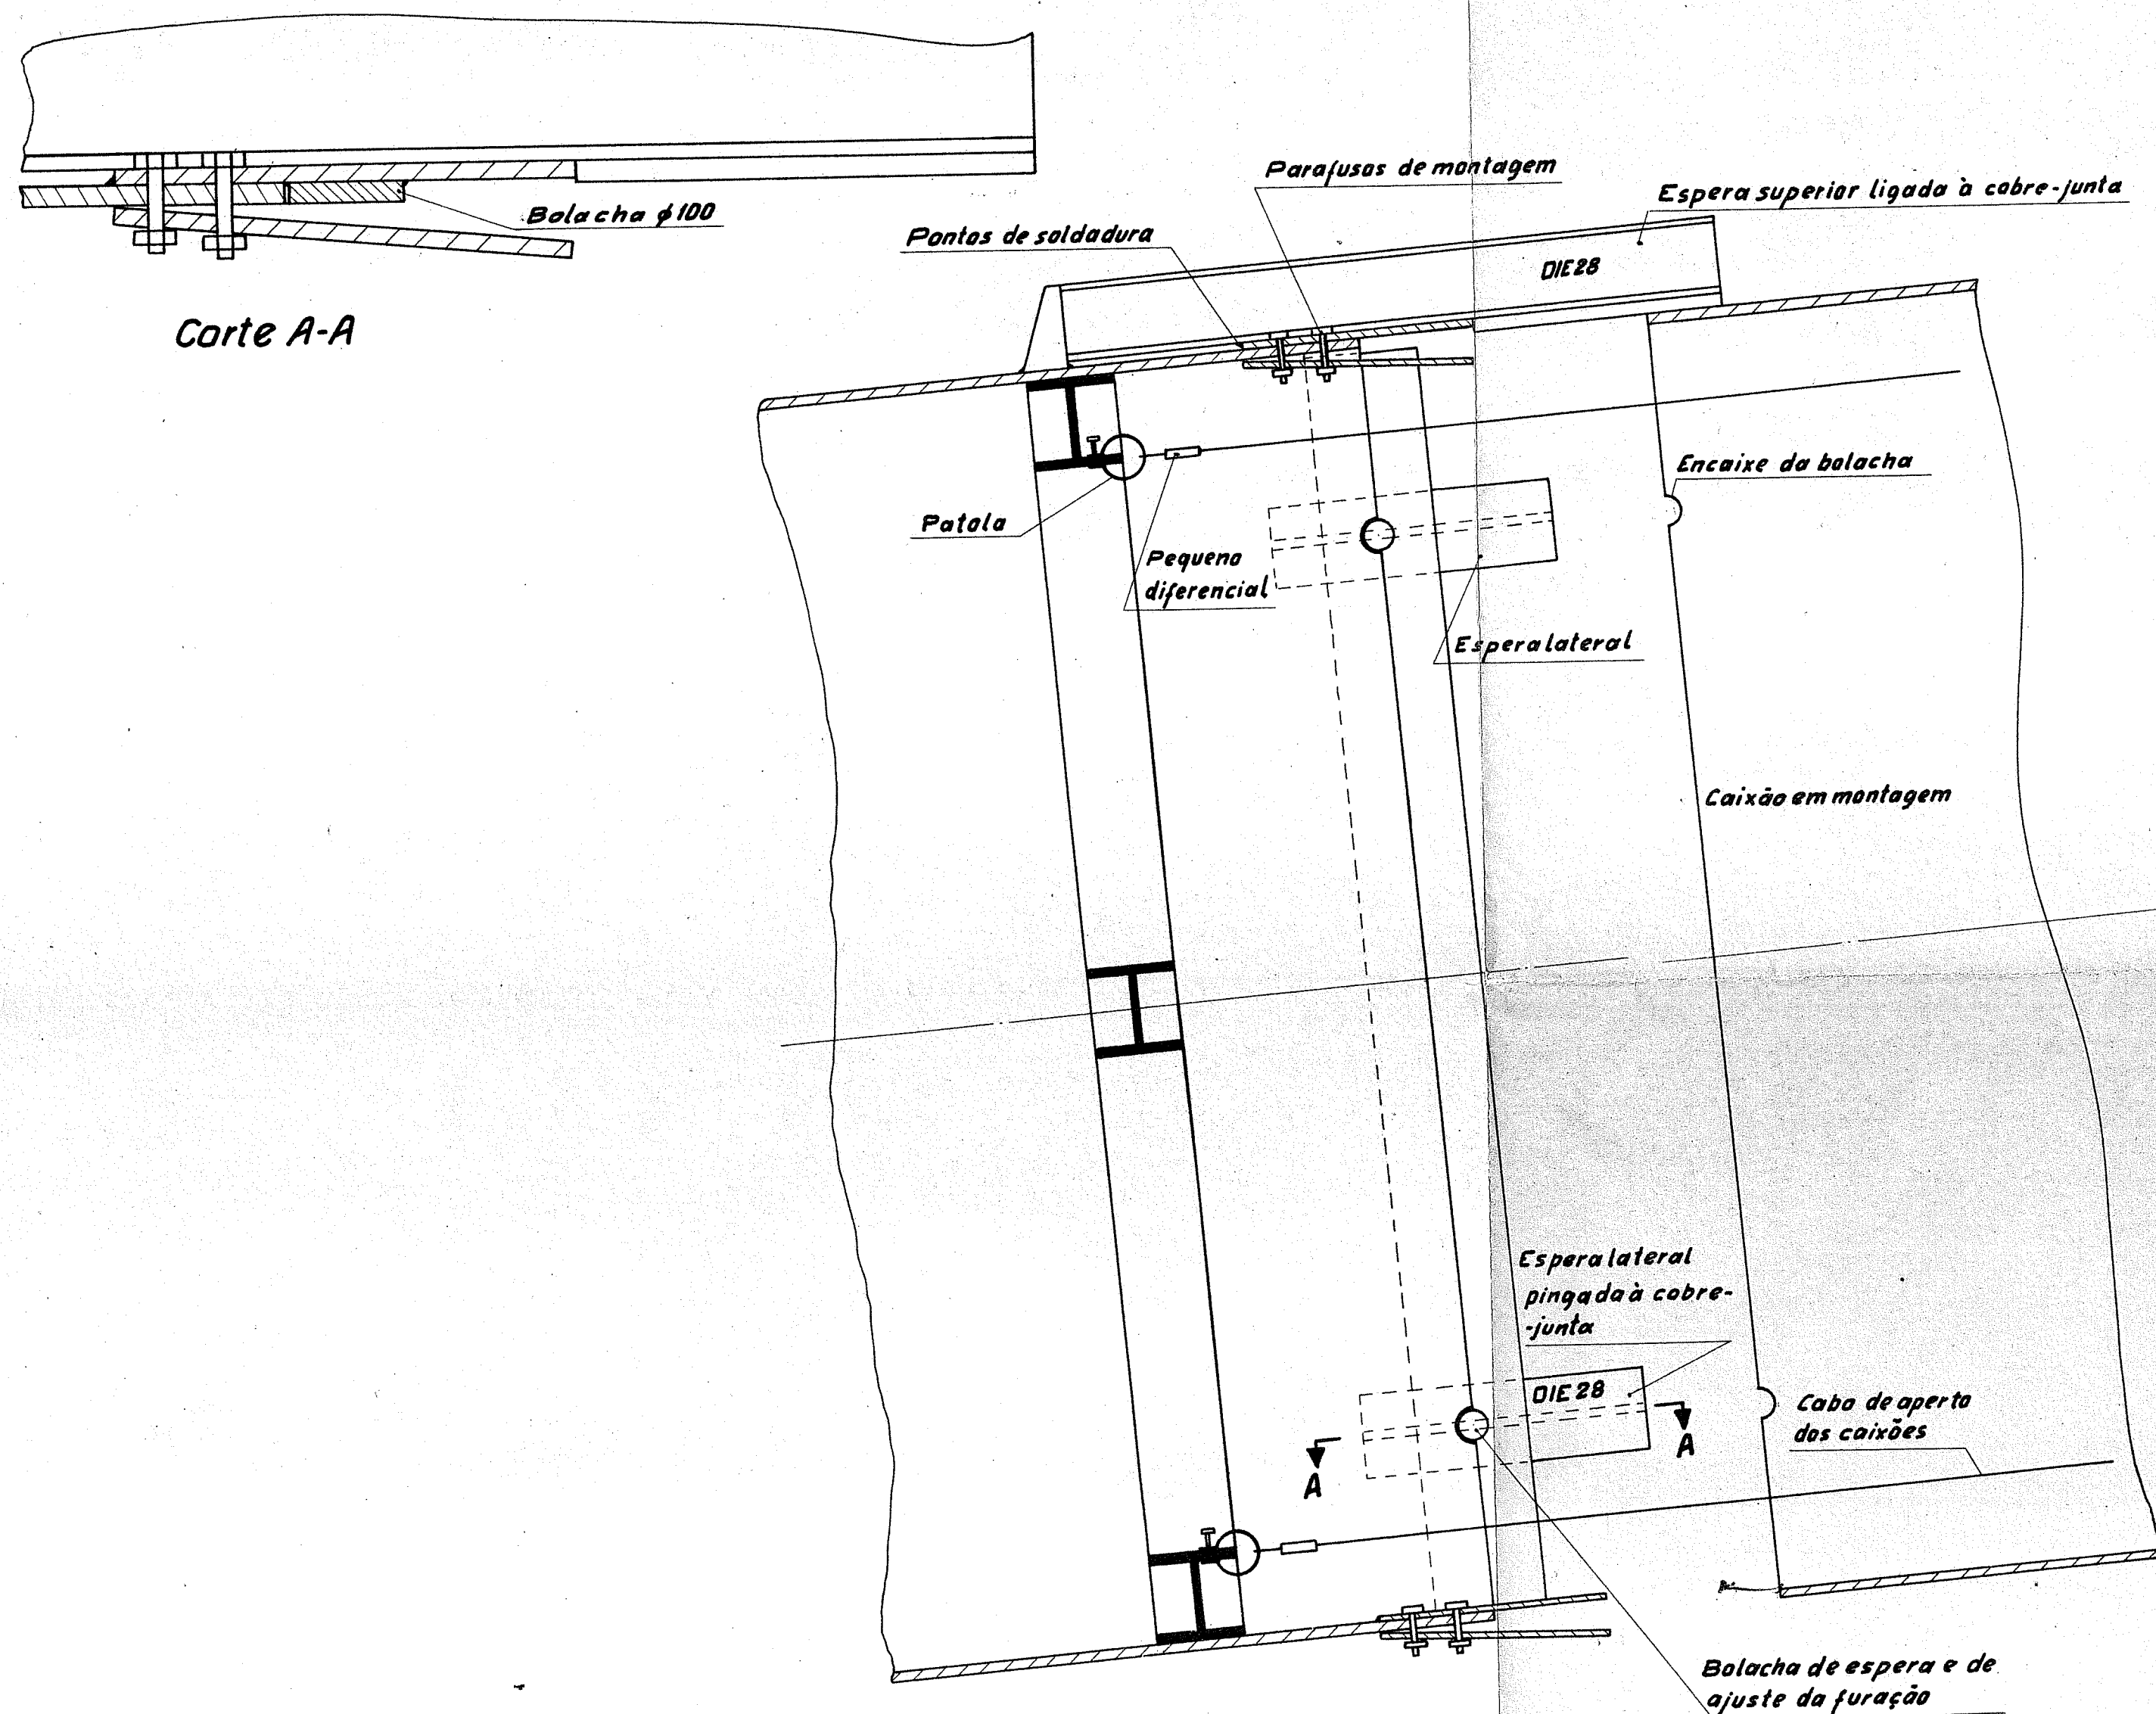 Bolacha ϕ100
Corte A-A
Parafusos de montagem
Espera superior ligada à cobre-junta
Pontos de soldadura
DIE28
Encaixe da bolacha
Patola
Pequeno
diferencial
Espera lateral
Caixão em montagem
Espera lateral
pingada à cobre-
-junta
DIE28
A
A
Cabo de aperto
dos caixões
Bolacha de espera e de
ajuste da furação